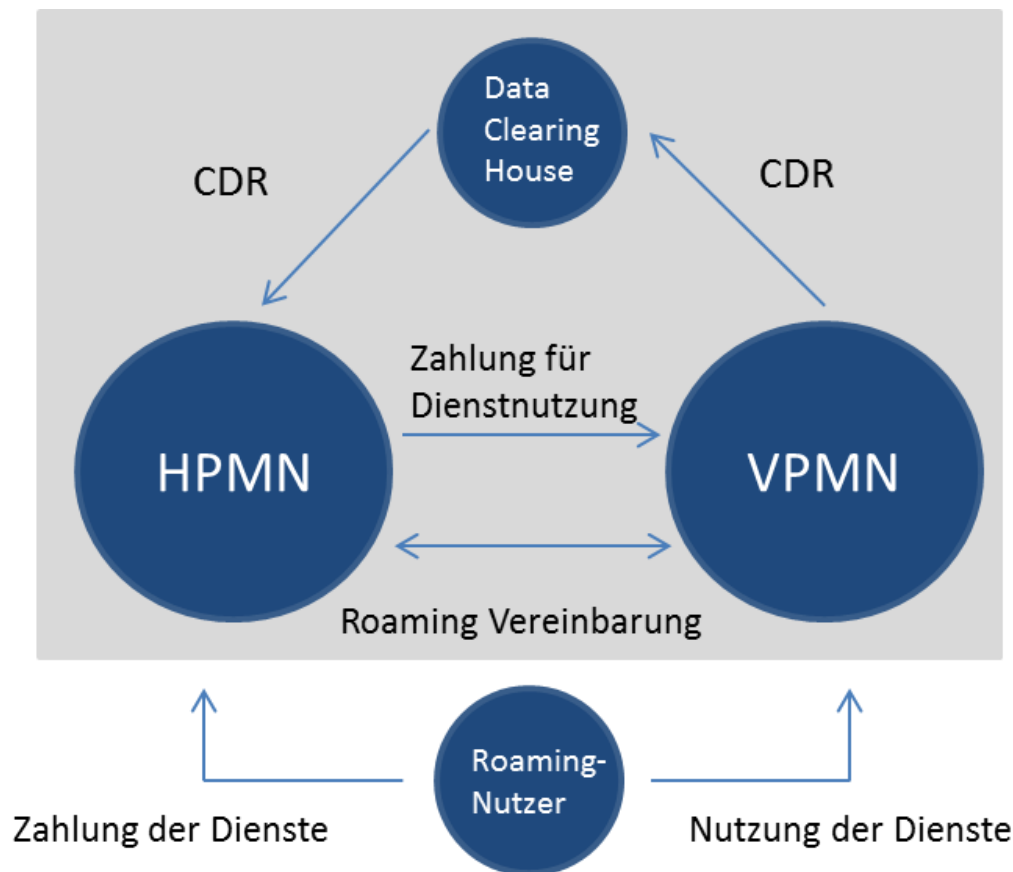 Data
Clearing
House
CDR
CDR
Zahlung für
Dienstnutzung
HPMN
VPMN
Roaming Vereinbarung
Roaming-
Nutzer
Zahlung der Dienste
Nutzung der Dienste